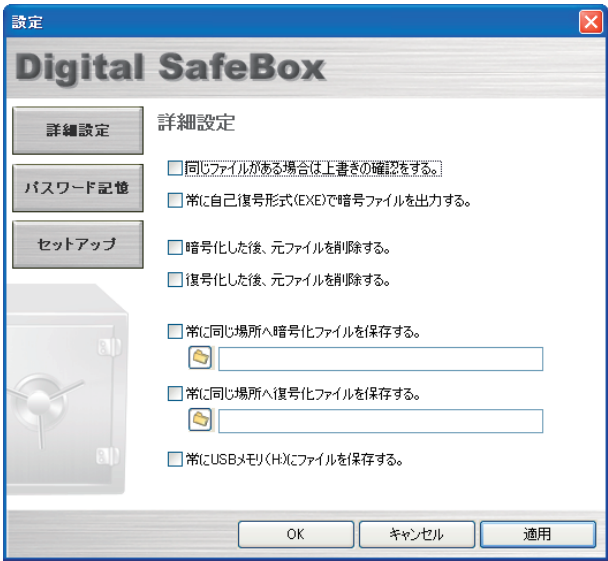 設定
Digital SafeBox
詳細設定
パスワード記憶
セットアップ
詳細設定
同じファイルがある場合は上書きの確認をする。
常に自己復号形式(EXE)で暗号ファイルを出力する。
暗号化した後、元ファイルを削除する。
復号化した後、元ファイルを削除する。
常に同じ場所へ暗号化ファイルを保存する。
常に同じ場所へ復号化ファイルを保存する。
常にUSBメモリ(H:)にファイルを保存する。
OK
キャンセル
適用